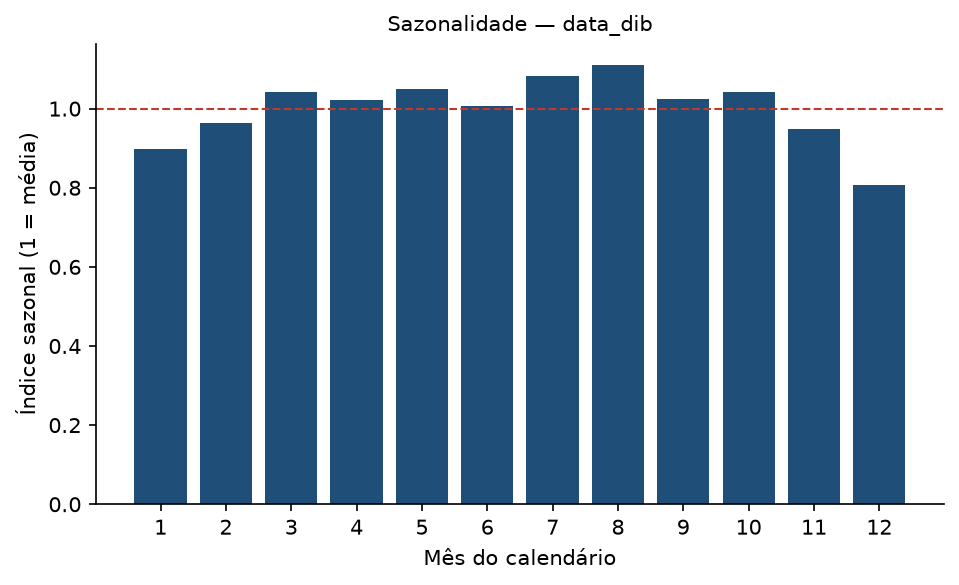 Sazonalidade — data_dib
Índice sazonal (1 = média)
1.0
0.8
0.6
0.4
0.2
0.0
1 2 3 4 5 6 7 8 9 10 11 12
Mês do calendário